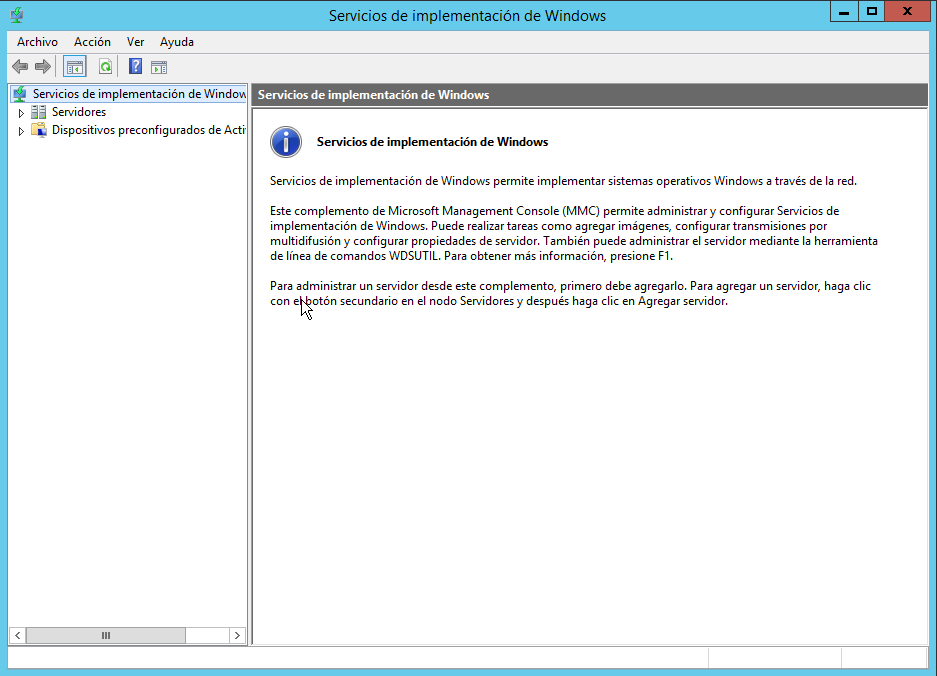 Servicios de implementación de Windows
Archivo Acción Ver Ayuda
Servicios de implementación de Window
Servidores
Dispositivos preconfigurados de Acti
Servicios de implementación de Windows
Servicios de implementación de Windows
Servicios de implementación de Windows permite implementar sistemas operativos Windows a través de la red.
Este complemento de Microsoft Management Console (MMC) permite administrar y configurar Servicios de
implementación de Windows. Puede realizar tareas como agregar imágenes, configurar transmisiones por
multidifusión y configurar propiedades de servidor. También puede administrar el servidor mediante la herramienta
de línea de comandos WDSUTIL. Para obtener más información, presione F1.
Para administrar un servidor desde este complemento, primero debe agregarlo. Para agregar un servidor, haga clic
con el botón secundario en el nodo Servidores y después haga clic en Agregar servidor.